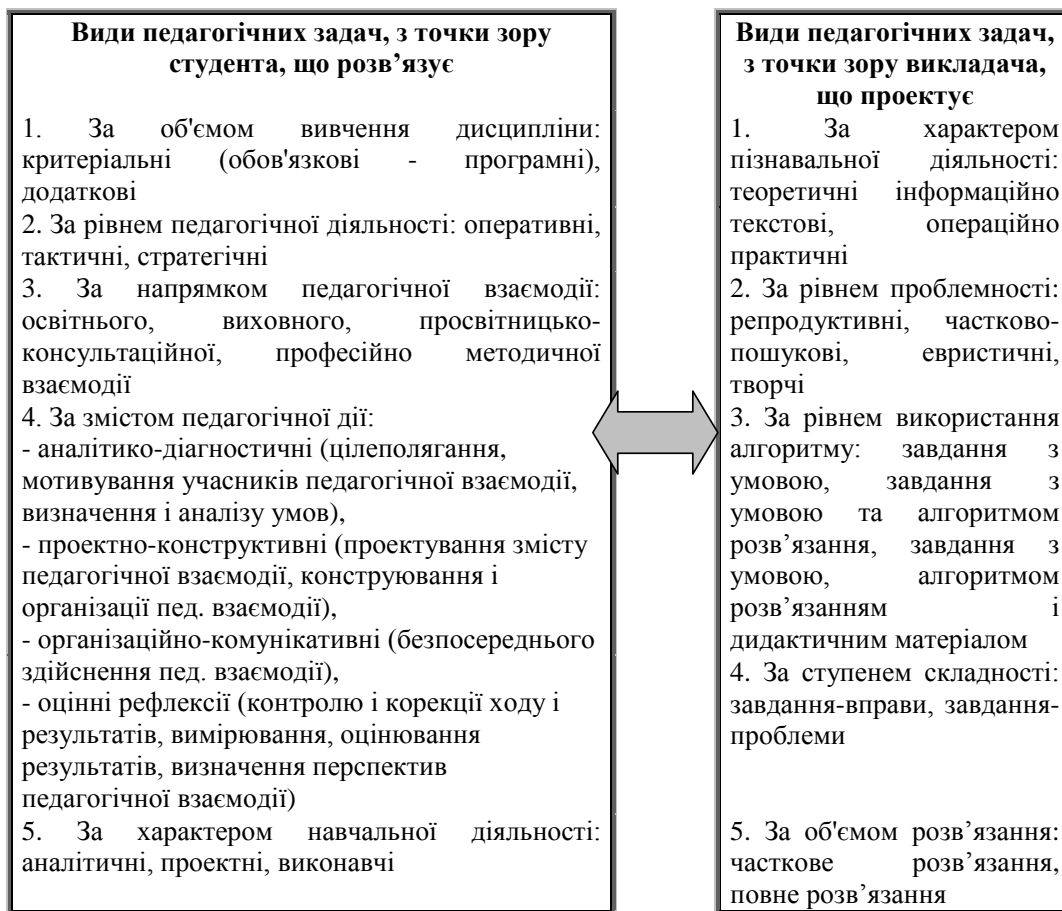 Види педагогічних задач, з точки зору
студента, що розв’язує
1. За об'ємом вивчення дисципліни:
критеріальні (обов'язкові - програмні),
додаткові
2. За рівнем педагогічної діяльності: оперативні,
тактичні, стратегічні
3. За напрямком педагогічної взаємодії:
освітнього, виховного, просвітницько-
консультаційної, професійно методичної
взаємодії
4. За змістом педагогічної дії:
- аналітико-діагностичні (цілеполягання,
мотивування учасників педагогічної взаємодії,
визначення і аналізу умов),
- проектно-конструктивні (проектування змісту
педагогічної взаємодії, конструювання і
організації пед. взаємодії),
- організаційно-комунікативні (безпосереднього
здійснення пед. взаємодії),
- оцінні рефлексії (контролю і корекції ходу і
результатів, вимірювання, оцінювання
результатів, визначення перспектив
педагогічної взаємодії)
5. За характером навчальної діяльності:
аналітичні, проектні, виконавчі
Види педагогічних задач,
з точки зору викладача,
що проектує
1. За характером
пізнавальної діяльності:
теоретичні інформаційно
текстові, операційно
практичні
2. За рівнем проблемності:
репродуктивні, частково-
пошукові, евристичні,
творчі
3. За рівнем використання
алгоритму: завдання з
умовою, завдання з
умовою та алгоритмом
розв’язання, завдання з
умовою, алгоритмом
розв’язанням і
дидактичним матеріалом
4. За ступенем складності:
завдання-вправи, завдання-
проблеми
5. За об'ємом розв’язання:
часткове розв’язання,
повне розв’язання